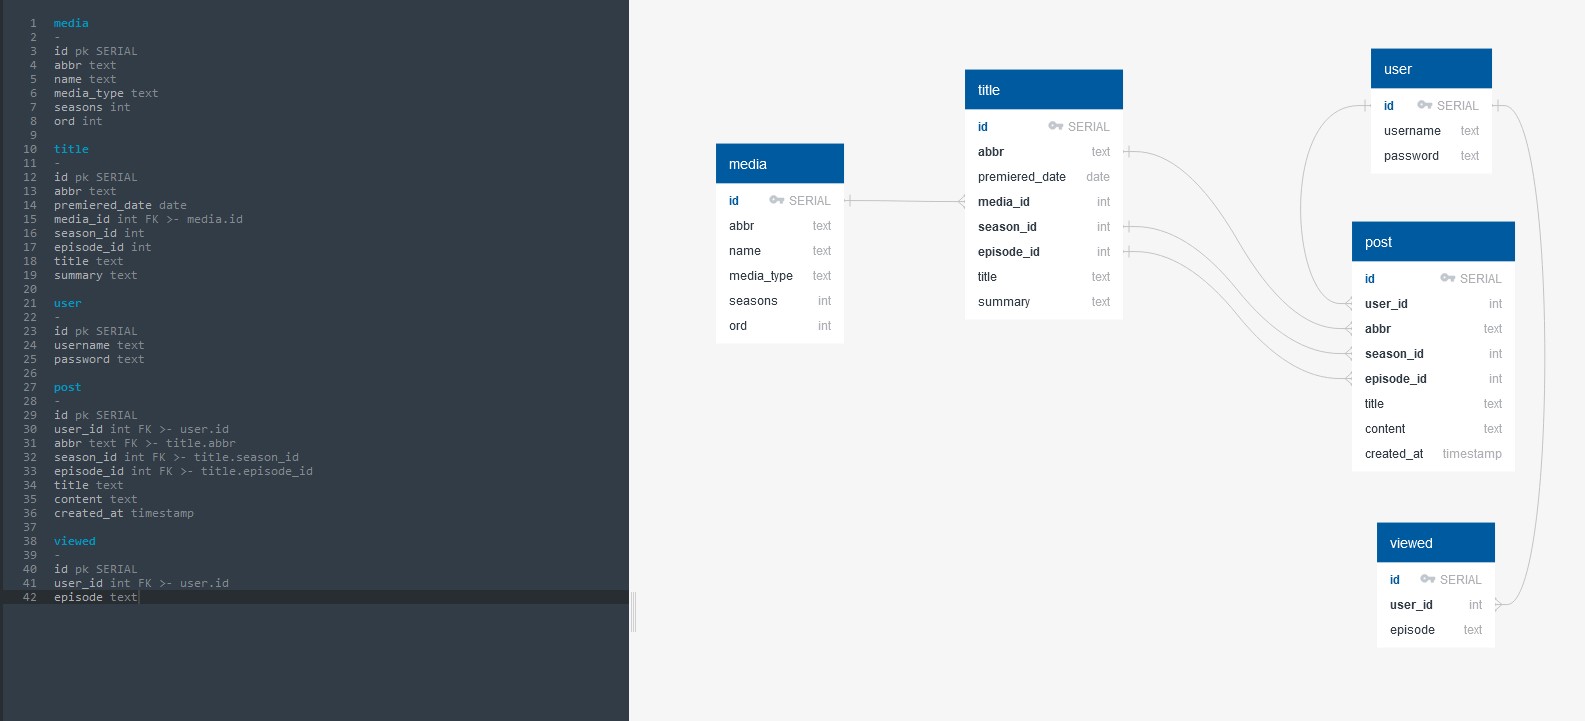 1 media
2 -
3 id pk SERIAL
4 abbr text
5 name text
6 media_type text
7 seasons int
8 ord int
9
10 title
11 -
12 id pk SERIAL
13 abbr text
14 premiered_date date
15 media_id int FK >- media.id
16 season_id int
17 episode_id int
18 title text
19 summary text
20
21 user
22 -
23 id pk SERIAL
24 username text
25 password text
26
27 post
28 -
29 id pk SERIAL
30 user_id int FK >- user.id
31 abbr text FK >- title.abbr
32 season_id int FK >- title.season_id
33 episode_id int FK >- title.episode_id
34 title text
35 content text
36 created_at timestamp
37
38 viewed
39 -
40 id pk SERIAL
41 user_id int FK >- user.id
42 episode text
media
id SERIAL
abbr text
name text
media_type text
seasons int
ord int
title
id SERIAL
abbr text
premiered_date date
media_id int
season_id int
episode_id int
title text
summary text
user
id SERIAL
username text
password text
post
id SERIAL
user_id int
abbr text
season_id int
episode_id int
title text
content text
created_at timestamp
viewed
id SERIAL
user_id int
episode text